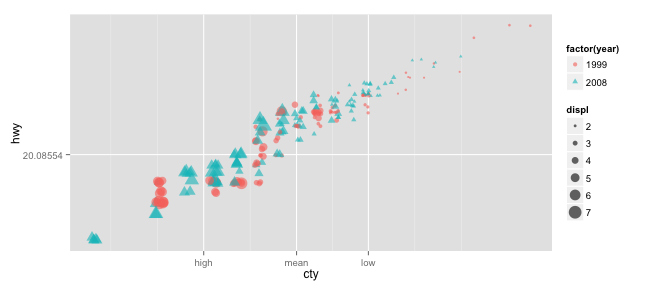 hwy
20.08554
high
mean
low
cty
factor(year)
1999
2008
displ
2
3
4
5
6
7